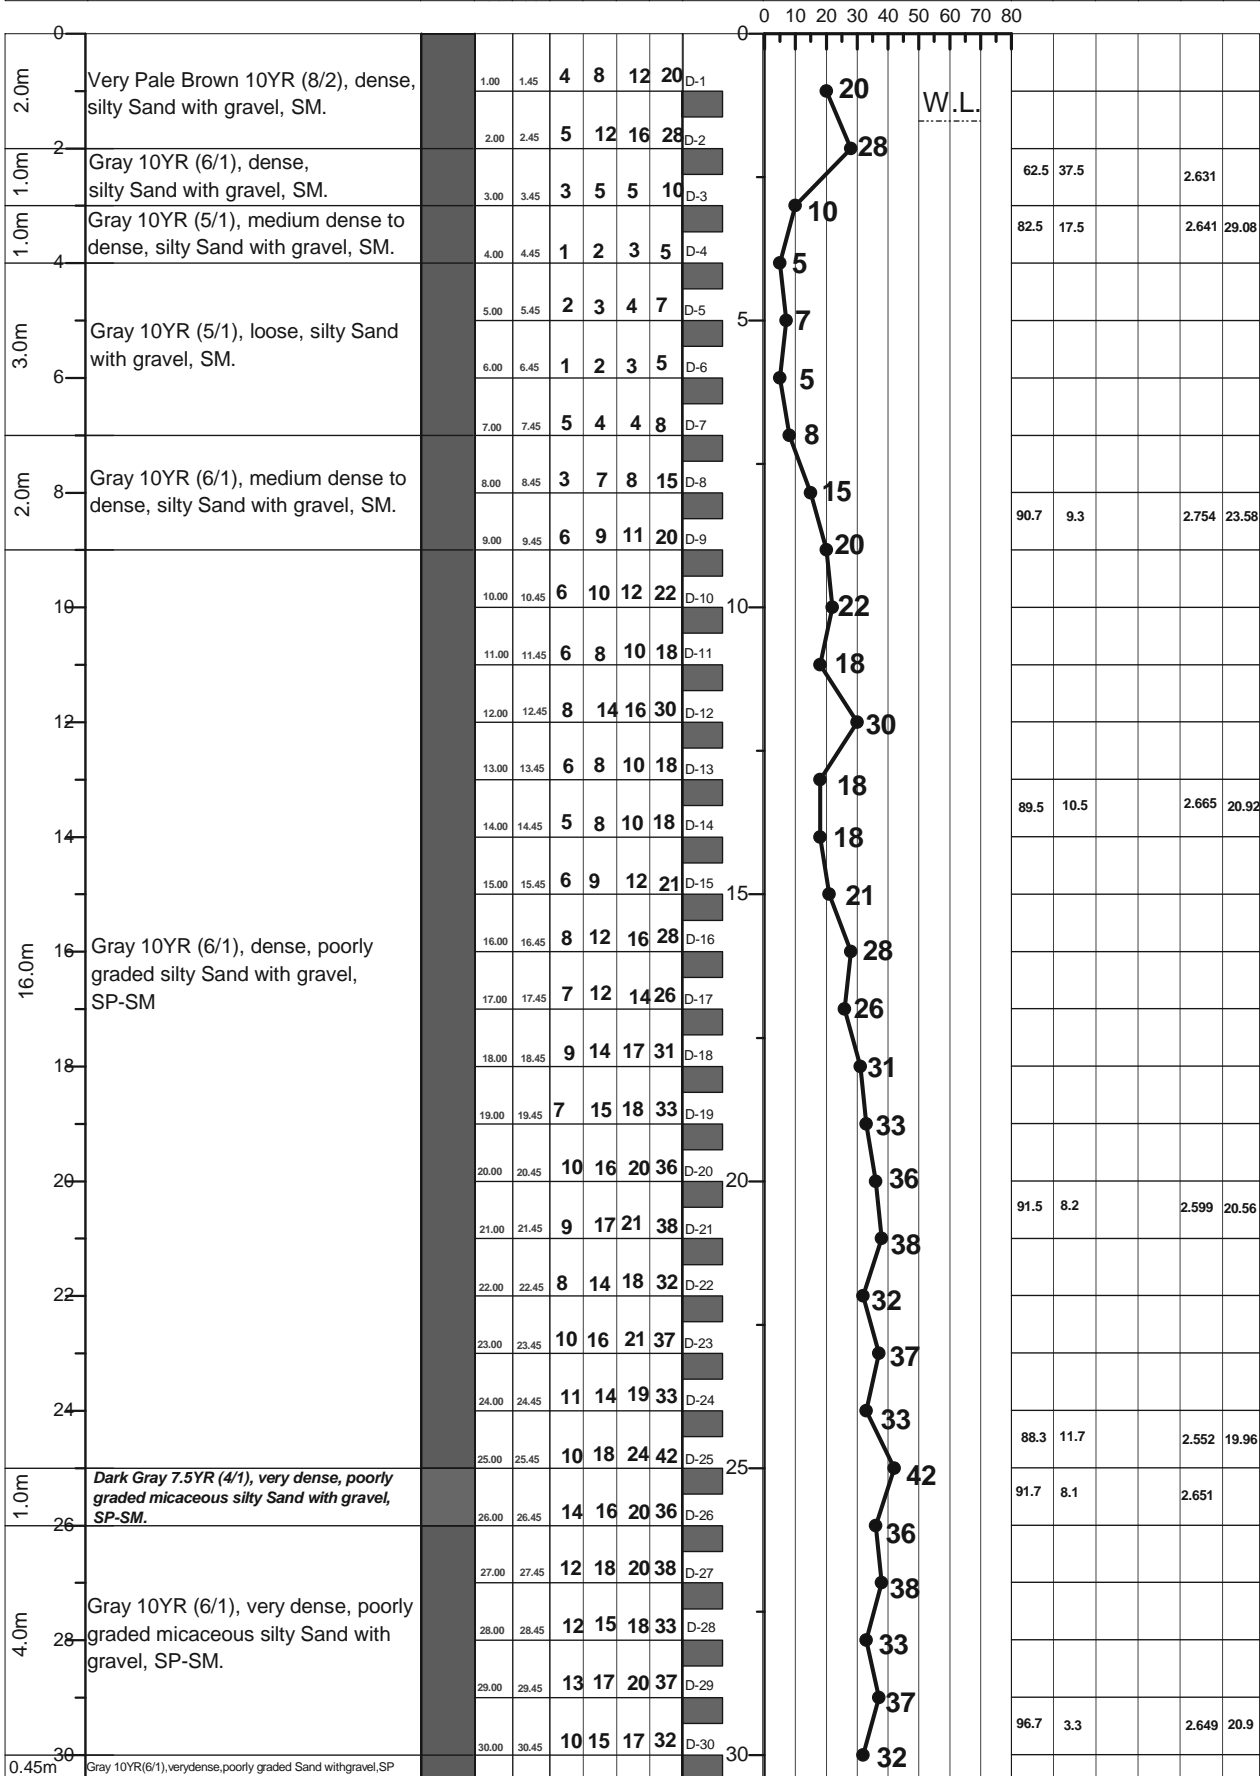 0 10 20 30 40 50 60 70 80
0 0
2.0m
Very Pale Brown 10YR (8/2), dense,
silty Sand with gravel, SM.
1.00 1.45 4 8 12 20 D-1
20
W.L.
2.00 2.45 5 12 16 28 D-2
2 28
1.0m
Gray 10YR (6/1), dense,
silty Sand with gravel, SM.
62.5 37.5 2.631
3.00 3.45 3 5 5 10 D-3
10
1.0m
Gray 10YR (5/1), medium dense to
dense, silty Sand with gravel, SM.
82.5 17.5 2.641 29.08
4.00 4.45 1 2 3 5 D-4
4 5
5.00 5.45 2 3 4 7 D-5
5 7
3.0m
Gray 10YR (5/1), loose, silty Sand
with gravel, SM.
6.00 6.45 1 2 3 5 D-6
6 5
7.00 7.45 5 4 4 8 D-7
8
2.0m
Gray 10YR (6/1), medium dense to
dense, silty Sand with gravel, SM.
8.00 8.45 3 7 8 15 D-8
8 15
90.7 9.3 2.754 23.58
9.00 9.45 6 9 11 20 D-9
20
10.00 10.45 6 10 12 22 D-10
10 10 22
11.00 11.45 6 8 10 18 D-11
18
12.00 12.45 8 14 16 30 D-12
12 30
13.00 13.45 6 8 10 18 D-13
18
89.5 10.5 2.665 20.92
14.00 14.45 5 8 10 18 D-14
14 18
15.00 15.45 6 9 12 21 D-15
15 21
16.0m
Gray 10YR (6/1), dense, poorly
graded silty Sand with gravel,
SP-SM
16.00 16.45 8 12 16 28 D-16
16 28
17.00 17.45 7 12 14 26 D-17
26
18.00 18.45 9 14 17 31 D-18
18 31
19.00 19.45 7 15 18 33 D-19
33
20.00 20.45 10 16 20 36 D-20
20 20 36
91.5 8.2 2.599 20.56
21.00 21.45 9 17 21 38 D-21
38
22.00 22.45 8 14 18 32 D-22
22 32
23.00 23.45 10 16 21 37 D-23
37
24.00 24.45 11 14 19 33 D-24
24 33
88.3 11.7 2.552 19.96
25.00 25.45 10 18 24 42 D-25
25 42
1.0m
Dark Gray 7.5YR (4/1), very dense, poorly
graded micaceous silty Sand with gravel,
SP-SM.
91.7 8.1 2.651
26.00 26.45 14 16 20 36 D-26
26 36
27.00 27.45 12 18 20 38 D-27
38
4.0m
Gray 10YR (6/1), very dense, poorly
graded micaceous silty Sand with
gravel, SP-SM.
28.00 28.45 12 15 18 33 D-28
28 33
29.00 29.45 13 17 20 37 D-29
37
96.7 3.3 2.649 20.9
30.00 30.45 10 15 17 32 D-30
30 30 32
0.45m
Gray 10YR(6/1),verydense,poorly graded Sand withgravel,SP